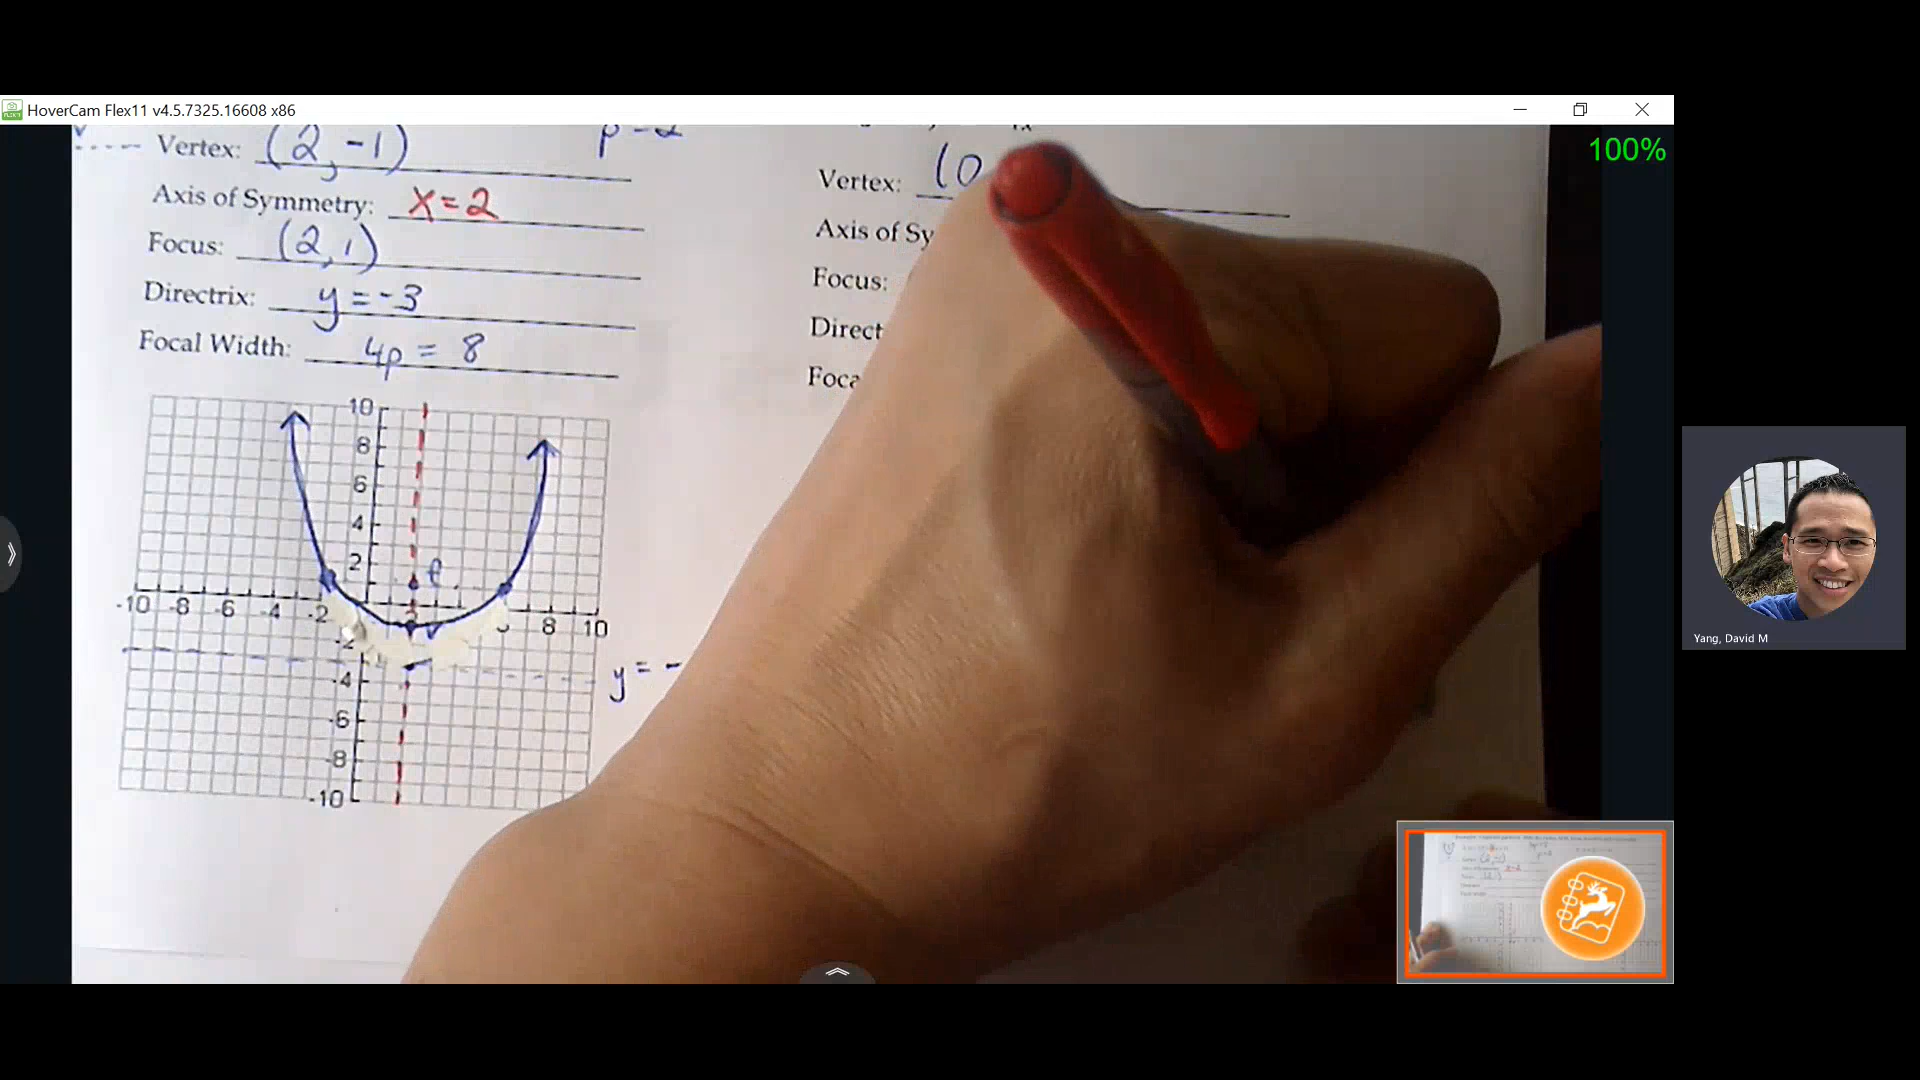 HoverCam Flex11 v4.5.7325.16608 x86
100%
Vertex: (2, -1)
p = 2
Axis of Symmetry: x = 2
Focus: (2, 1)
Directrix: y = -3
Focal Width: 4p = 8
10
8
6
4
2
-10 -8 -6 -4 -2 2 8 10
-2
-4
-6
-8
-10
f
v
y = -
Vertex: (0
Axis of Sy
Focus:
Direct
Foca
Yang, David M